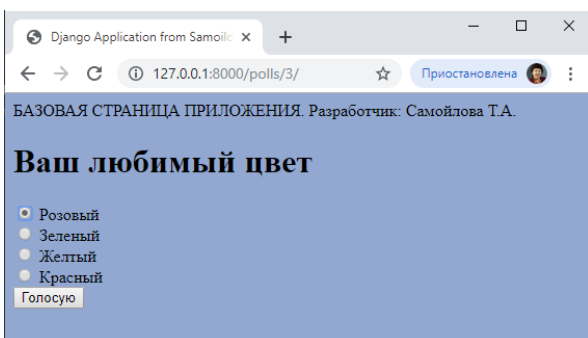 Django Application from Samoilo
127.0.0.1:8000/polls/3/
Приостановлена
БАЗОВАЯ СТРАНИЦА ПРИЛОЖЕНИЯ. Разработчик: Самойлова Т.А.
Ваш любимый цвет
Розовый
Зеленый
Желтый
Красный
Голосую